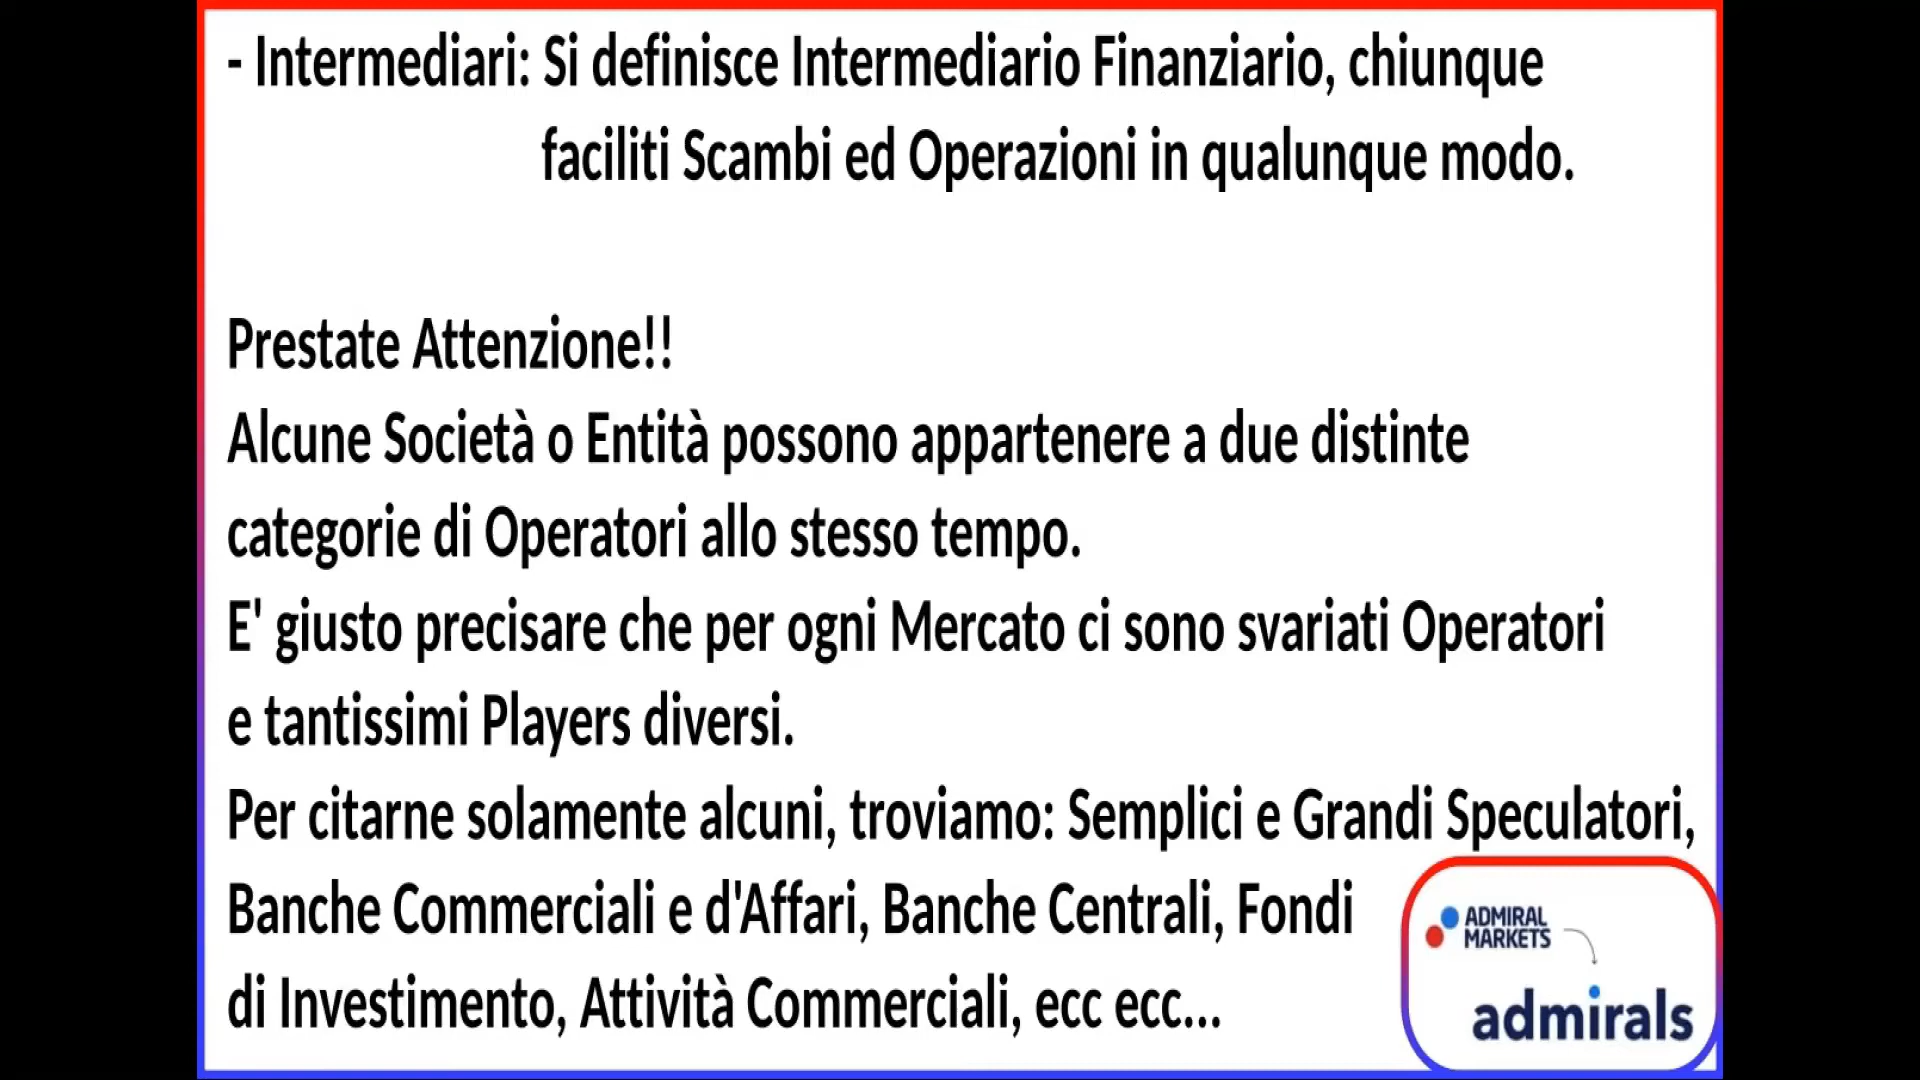 - Intermediari: Si definisce Intermediario Finanziario, chiunque
faciliti Scambi ed Operazioni in qualunque modo.
Prestate Attenzione!!
Alcune Società o Entità possono appartenere a due distinte
categorie di Operatori allo stesso tempo.
E' giusto precisare che per ogni Mercato ci sono svariati Operatori
e tantissimi Players diversi.
Per citarne solamente alcuni, troviamo: Semplici e Grandi Speculatori,
Banche Commerciali e d'Affari, Banche Centrali, Fondi
di Investimento, Attività Commerciali, ecc ecc...
ADMIRAL
MARKETS
admirals